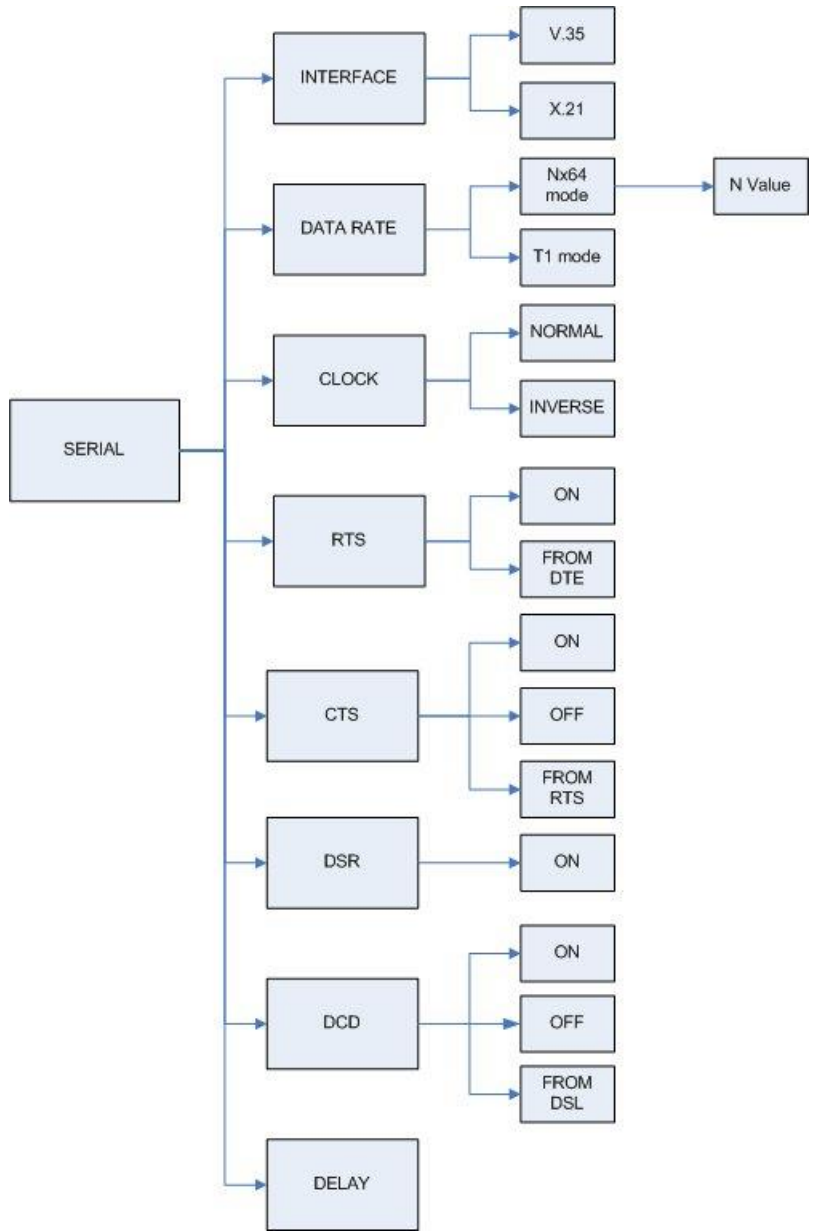 V.35
INTERFACE
X.21
Nx64
mode
N Value
DATA RATE
T1 mode
NORMAL
CLOCK
INVERSE
SERIAL
ON
RTS
FROM
DTE
ON
CTS
OFF
FROM
RTS
DSR
ON
ON
DCD
OFF
FROM
DSL
DELAY